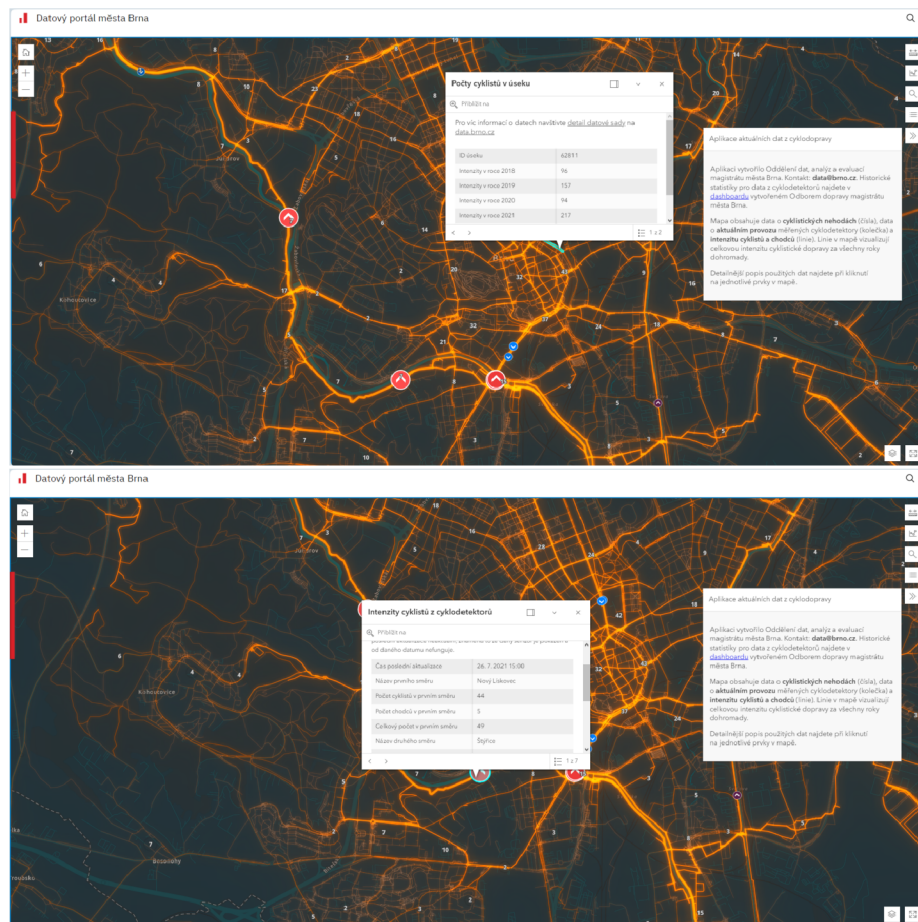 Datový portál města Brna
Počty cyklistů v úseku
Přiblížit na
Pro víc informací o datech navštivte detail datové sady na
data.brno.cz
ID úseku 62811
Intenzity v roce 2018 96
Intenzity v roce 2019 157
Intenzity v roce 2020 94
Intenzity v roce 2021 217
1 z 2
Aplikace aktuálních dat z cyklodopravy
Aplikaci vytvořilo Oddělení dat, analýz a evaluací
magistrátu města Brna. Kontakt: data@brno.cz. Historické
statistiky pro data z cyklodetektorů najdete v
dashboardu vytvořeném Odborem dopravy magistrátu
města Brna.
Mapa obsahuje data o cyklistických nehodách (čísla), data
o aktuálním provozu měřených cyklodetektory (kolečka) a
intenzitu cyklistů a chodců (linie). Linie v mapě vizualizují
celkovou intenzitu cyklistické dopravy za všechny roky
dohromady.
Detailnější popis použitých dat najdete při kliknutí
na jednotlivé prvky v mapě.
Kohoutovice
Datový portál města Brna
Intenzity cyklistů z cyklodetektorů
Přiblížit na
od daného datumu nefunguje.
Čas poslední aktualizace 26. 7. 2021 15:00
Název prvního směru Nový Lískovec
Počet cyklistů v prvním směru 44
Počet chodců v prvním směru 5
Celkový počet v prvním směru 49
Název druhého směru Štýřice
1 z 7
Aplikace aktuálních dat z cyklodopravy
Aplikaci vytvořilo Oddělení dat, analýz a evaluací
magistrátu města Brna. Kontakt: data@brno.cz. Historické
statistiky pro data z cyklodetektorů najdete v
dashboardu vytvořeném Odborem dopravy magistrátu
města Brna.
Mapa obsahuje data o cyklistických nehodách (čísla), data
o aktuálním provozu měřených cyklodetektory (kolečka) a
intenzitu cyklistů a chodců (linie). Linie v mapě vizualizují
celkovou intenzitu cyklistické dopravy za všechny roky
dohromady.
Detailnější popis použitých dat najdete při kliknutí
na jednotlivé prvky v mapě.
Kohoutovice
Bosonohy